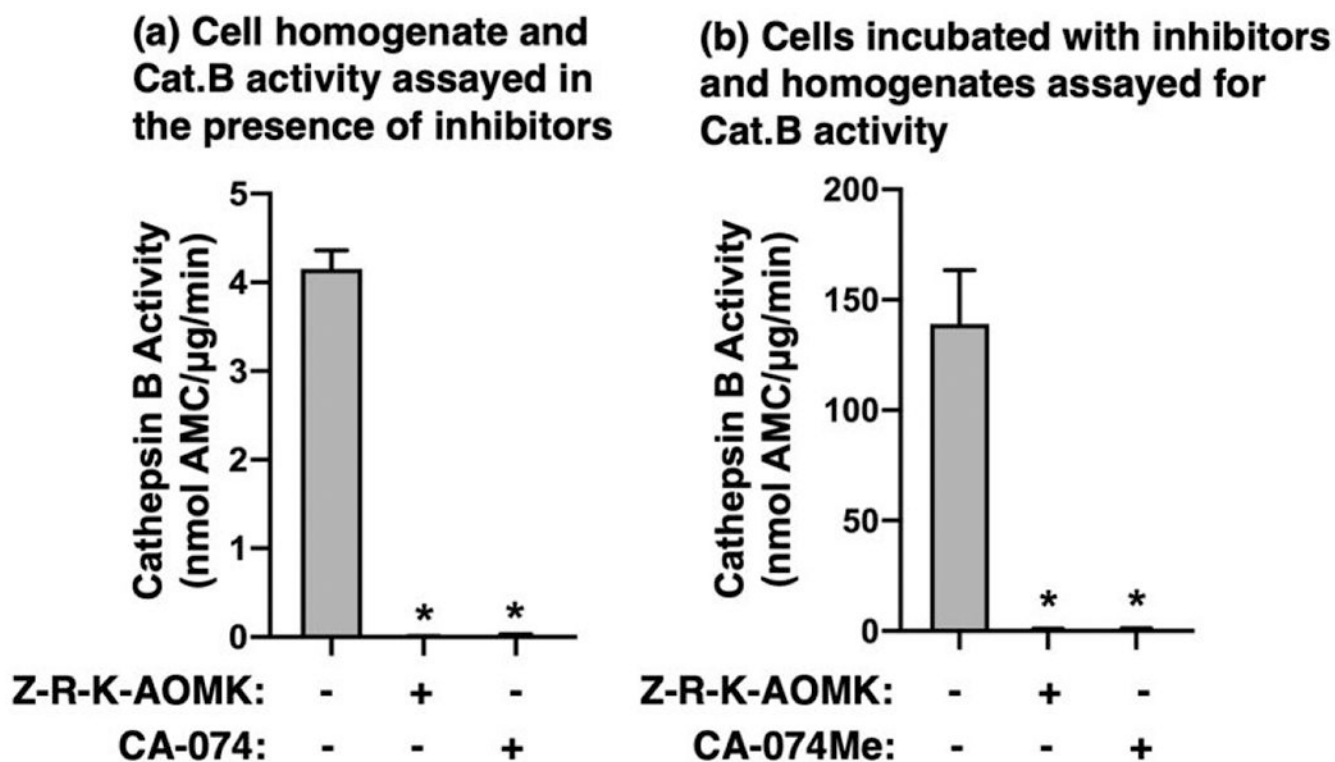 (a) Cell homogenate and
Cat.B activity assayed in
the presence of inhibitors
Cathepsin B Activity
(nmol AMC/µg/min)
5
4
3
2
1
0
* *
Z-R-K-AOMK: - + -
CA-074: - - +
(b) Cells incubated with inhibitors
and homogenates assayed for
Cat.B activity
Cathepsin B Activity
(nmol AMC/µg/min)
200
150
100
50
0
* *
Z-R-K-AOMK: - + -
CA-074Me: - - +